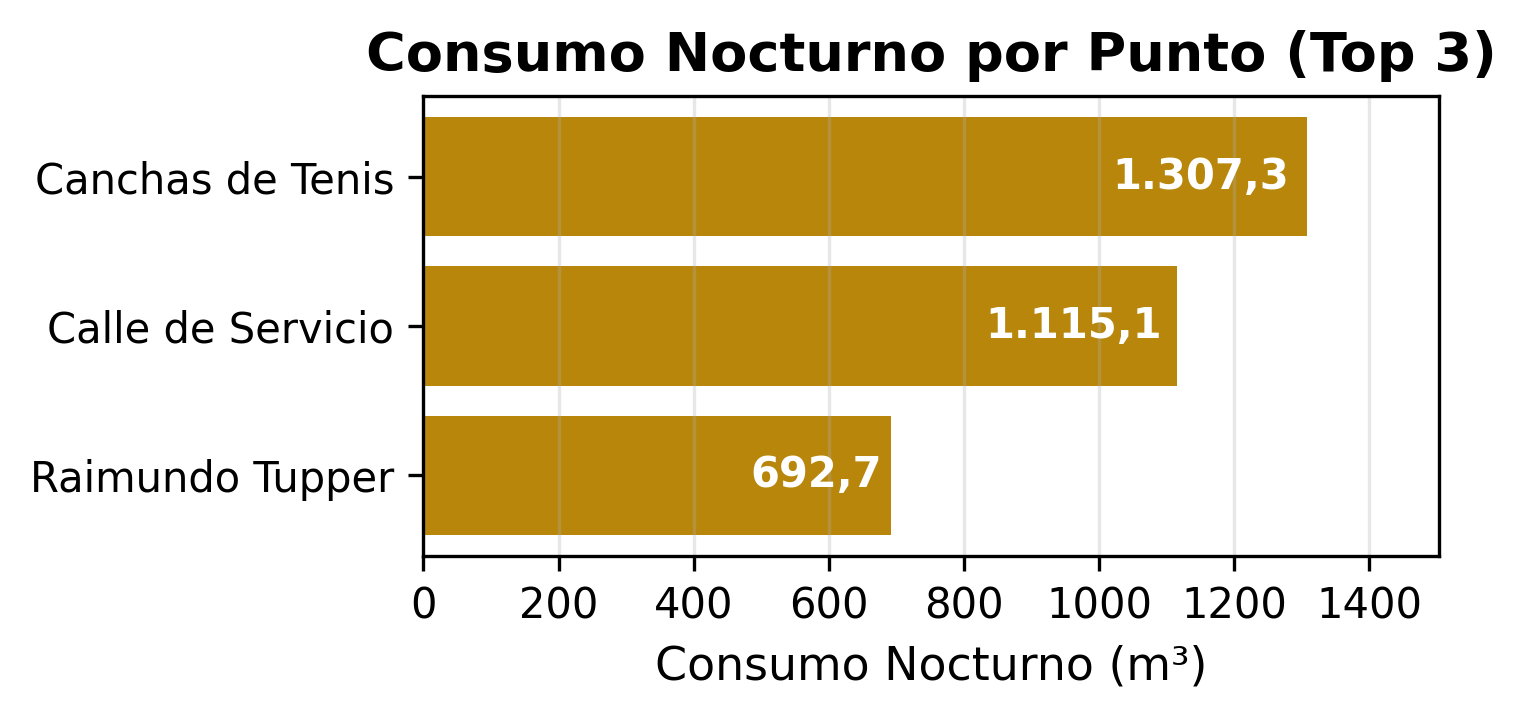 Consumo Nocturno por Punto (Top 3)
Canchas de Tenis
1.307,3
Calle de Servicio
1.115,1
Raimundo Tupper
692,7
0 200 400 600 800 1000 1200 1400
Consumo Nocturno (m³)